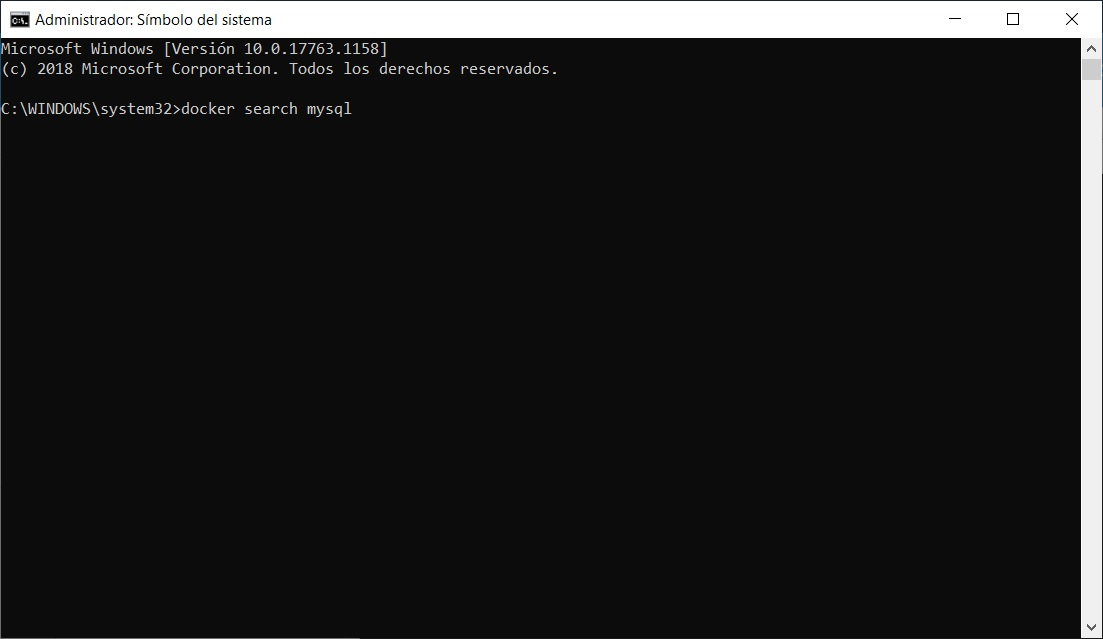 Administrador: Símbolo del sistema
Microsoft Windows [Versión 10.0.17763.1158]
(c) 2018 Microsoft Corporation. Todos los derechos reservados.
C:\WINDOWS\system32>docker search mysql